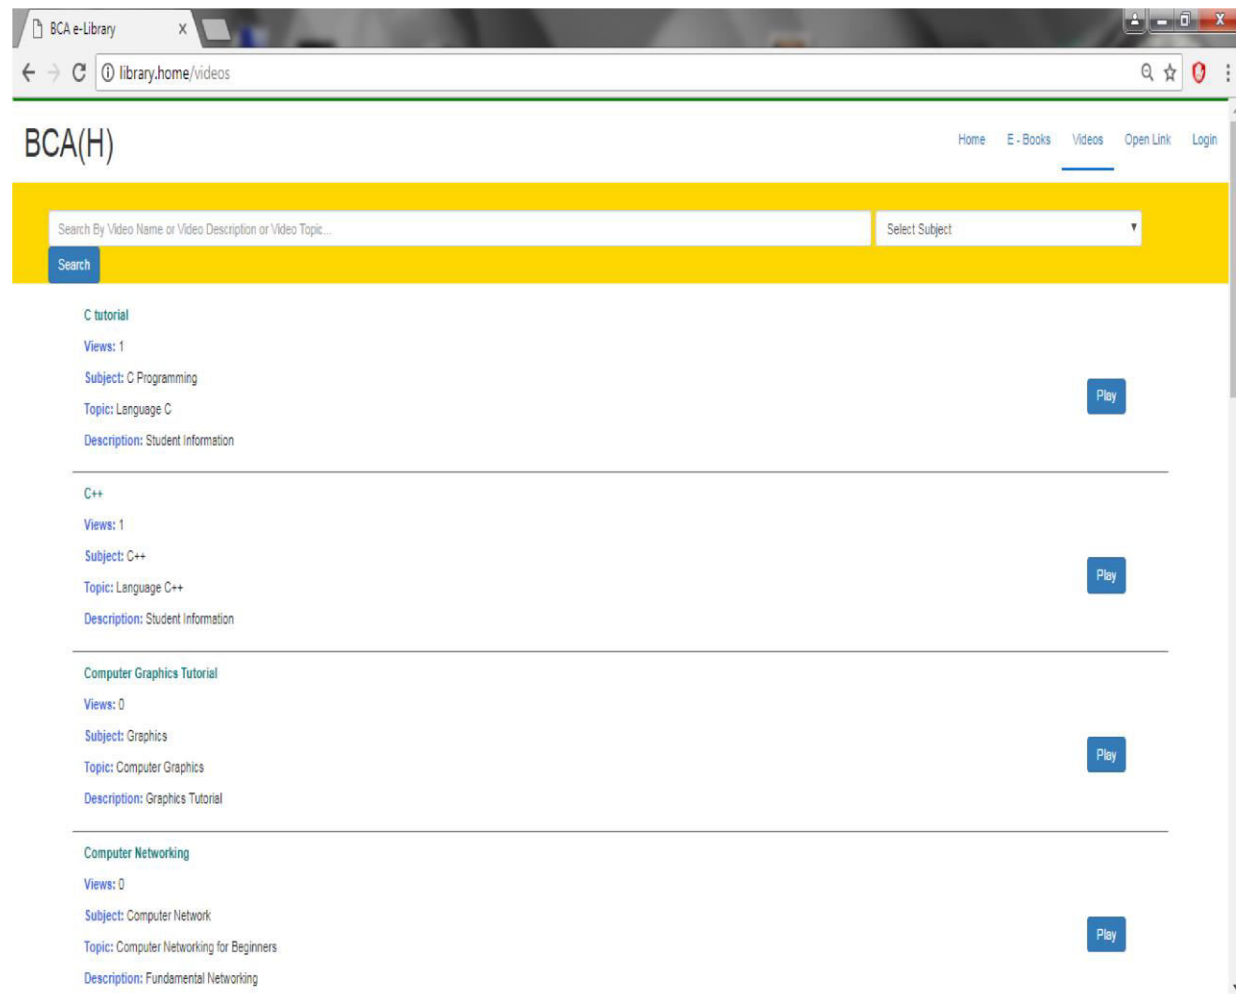 BCA e-Library
library.home/videos
BCA(H)
Home E - Books Videos Open Link Login
Search By Video Name or Video Description or Video Topic... Select Subject
Search
C tutorial
Views: 1
Subject: C Programming
Topic: Language C
Description: Student Information
Play
C++
Views: 1
Subject: C++
Topic: Language C++
Description: Student Information
Play
Computer Graphics Tutorial
Views: 0
Subject: Graphics
Topic: Computer Graphics
Description: Graphics Tutorial
Play
Computer Networking
Views: 0
Subject: Computer Network
Topic: Computer Networking for Beginners
Description: Fundamental Networking
Play